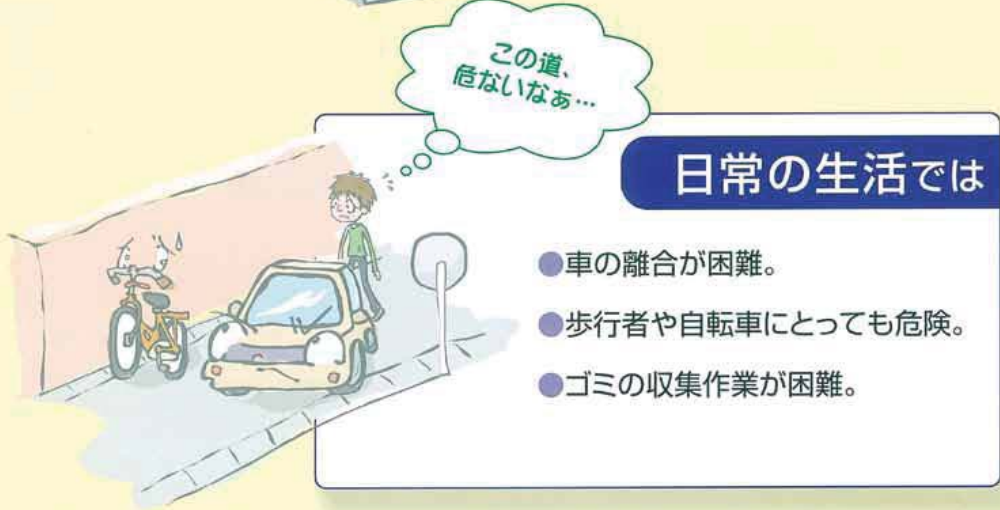 この道、
危ないなぁ…
日常の生活では
●車の離合が困難。
●歩行者や自転車にとっても危険。
●ゴミの収集作業が困難。